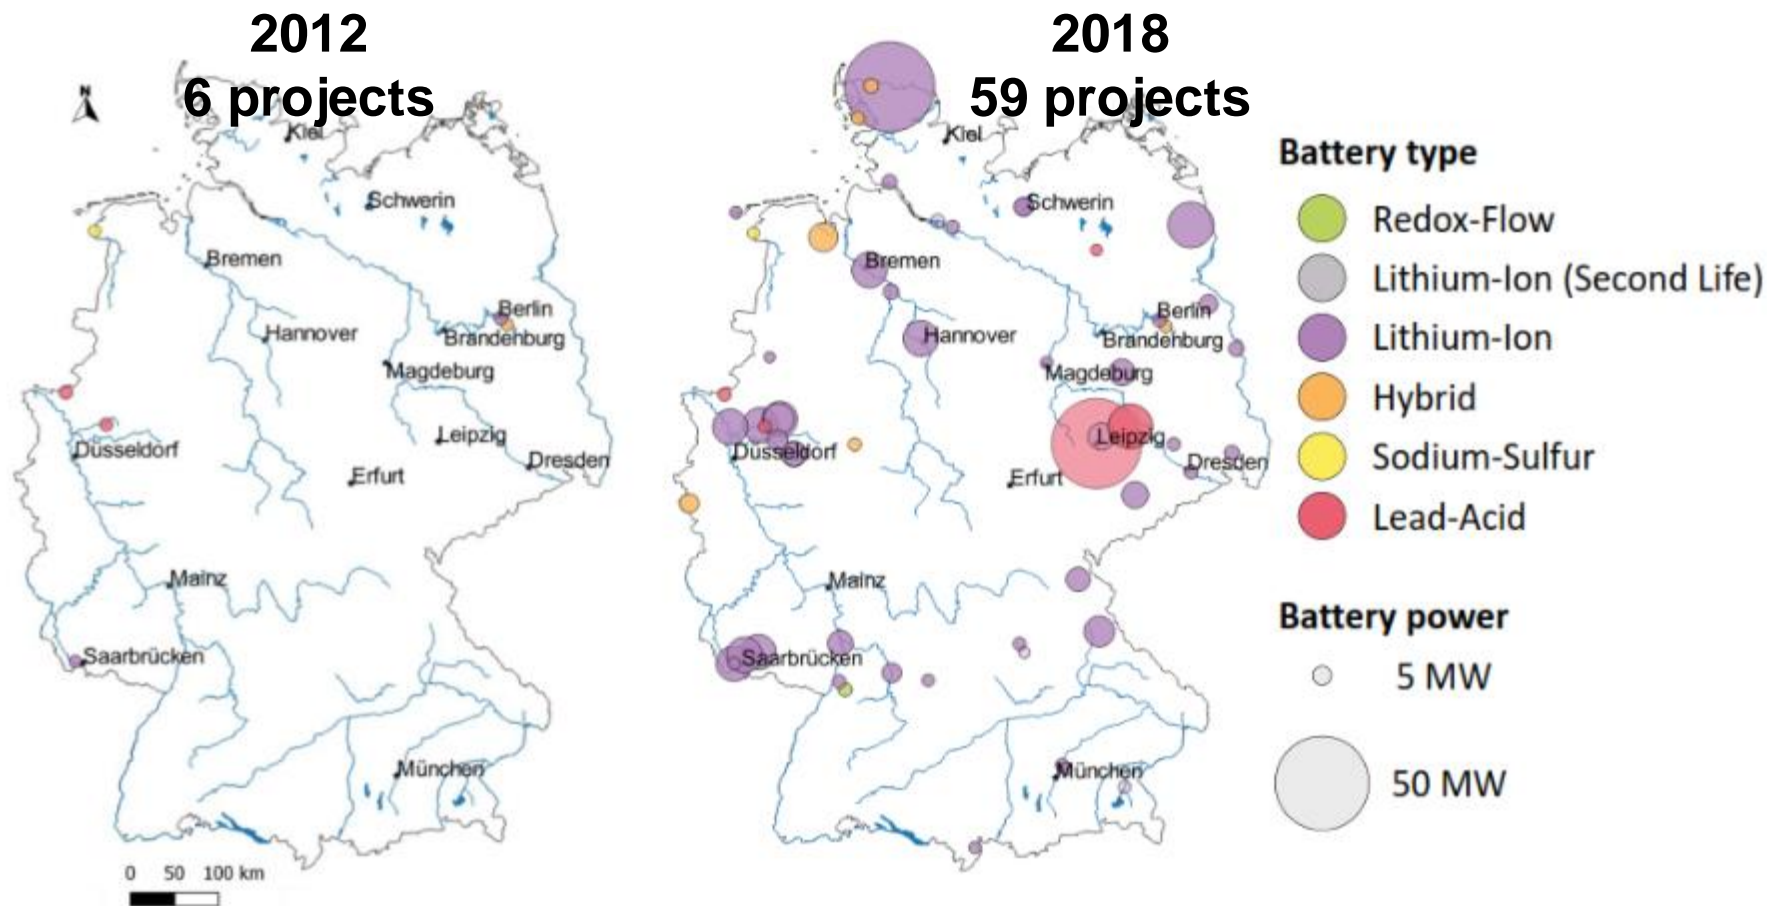 2012
6 projects
N
Kiel
Schwerin
Bremen
Berlin
Hannover
Brandenburg
Magdeburg
Düsseldorf
Leipzig
Dresden
Erfurt
Mainz
Saarbrücken
München
0 50 100 km
2018
59 projects
Kiel
Schwerin
Bremen
Berlin
Hannover
Brandenburg
Magdeburg
Düsseldorf
Leipzig
Dresden
Erfurt
Mainz
Saarbrücken
München
Battery type
Redox-Flow
Lithium-Ion (Second Life)
Lithium-Ion
Hybrid
Sodium-Sulfur
Lead-Acid
Battery power
5 MW
50 MW